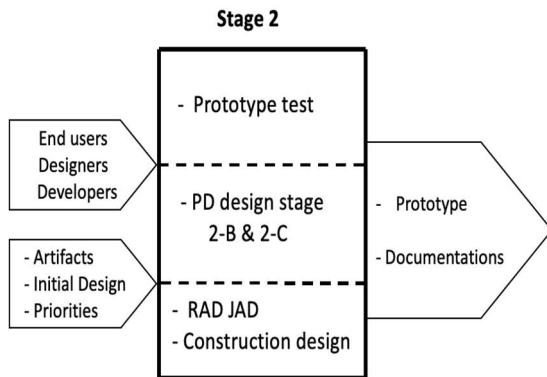 Stage 2
End users
Designers
Developers
- Artifacts
- Initial Design
- Priorities
- Prototype test
- PD design stage
2-B & 2-C
- RAD JAD
- Construction design
- Prototype
- Documentations